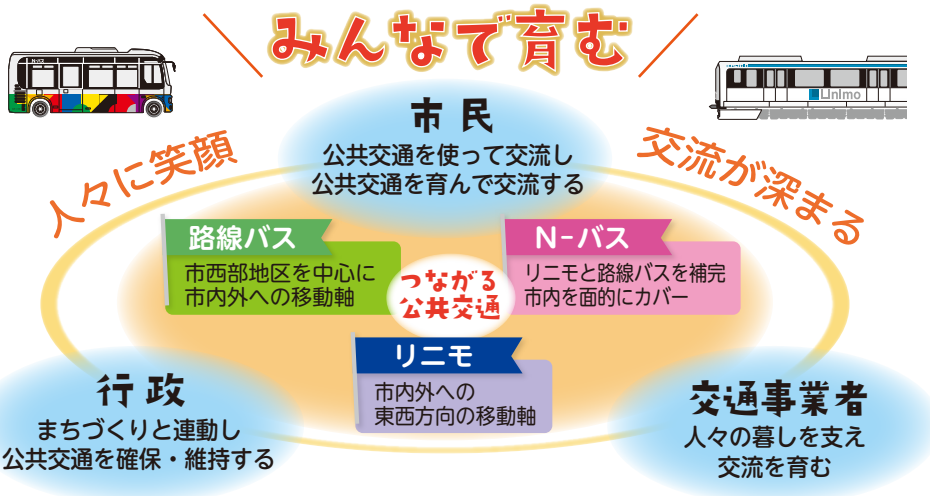 みんなで育む
N-バス
Linimo
市民
公共交通を使って交流し
公共交通を育んで交流する
人々に笑顔
交流が深まる
路線バス
市西部地区を中心に
市内外への移動軸
N-バス
リニモと路線バスを補完
市内を面的にカバー
つながる
公共交通
リニモ
市内外への
東西方向の移動軸
行政
まちづくりと連動し
公共交通を確保・維持する
交通事業者
人々の暮しを支え
交流を育む